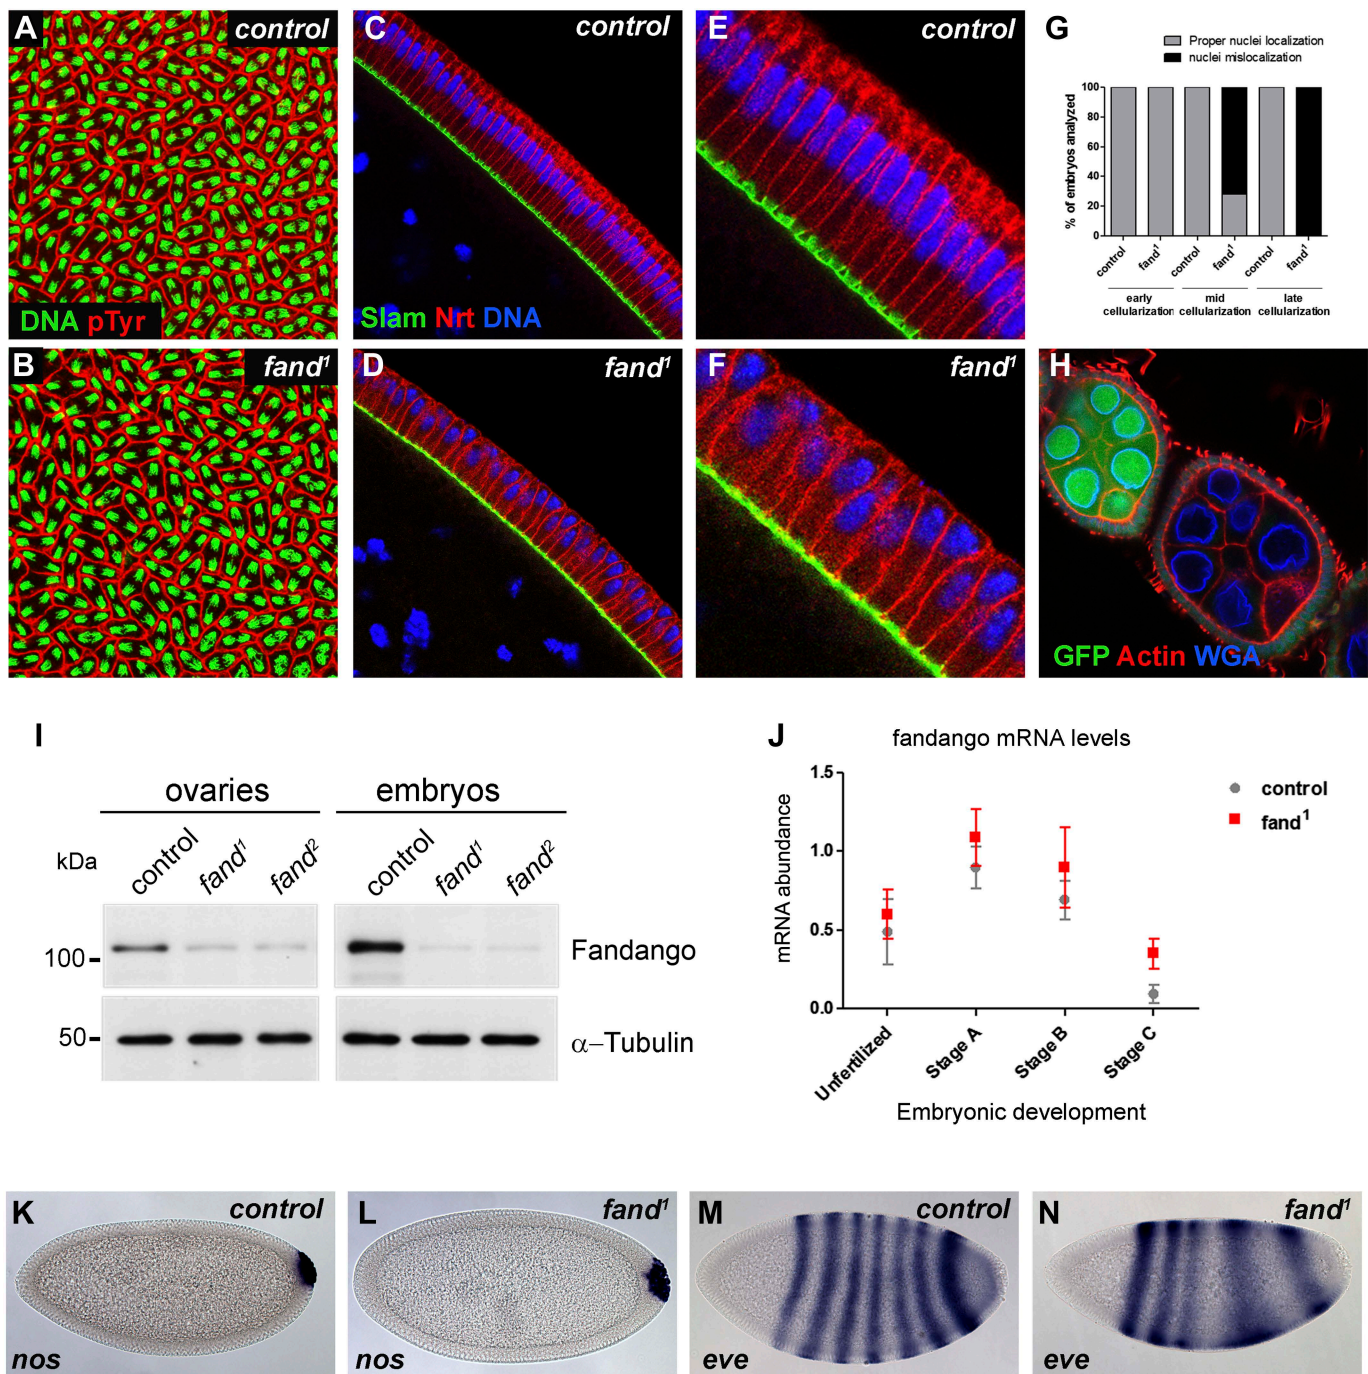 A control
DNA pTyr
B fand¹
C control
Slam Nrt DNA
D fand¹
E control
F fand¹
G
Proper nuclei localization
nuclei mislocalization
% of embryos analyzed
100
80
60
40
20
0
control fand¹ control fand¹ control fand¹
early cellularization
mid cellularization
late cellularization
H
GFP Actin WGA
I
ovaries embryos
kDa control fand¹ fand² control fand¹ fand²
100 Fandango
50 α–Tubulin
J
fandango mRNA levels
control
fand¹
mRNA abundance
1.5
1.0
0.5
0.0
Unfertilized Stage A Stage B Stage C
Embryonic development
K control
nos
L fand¹
nos
M control
eve
N fand¹
eve